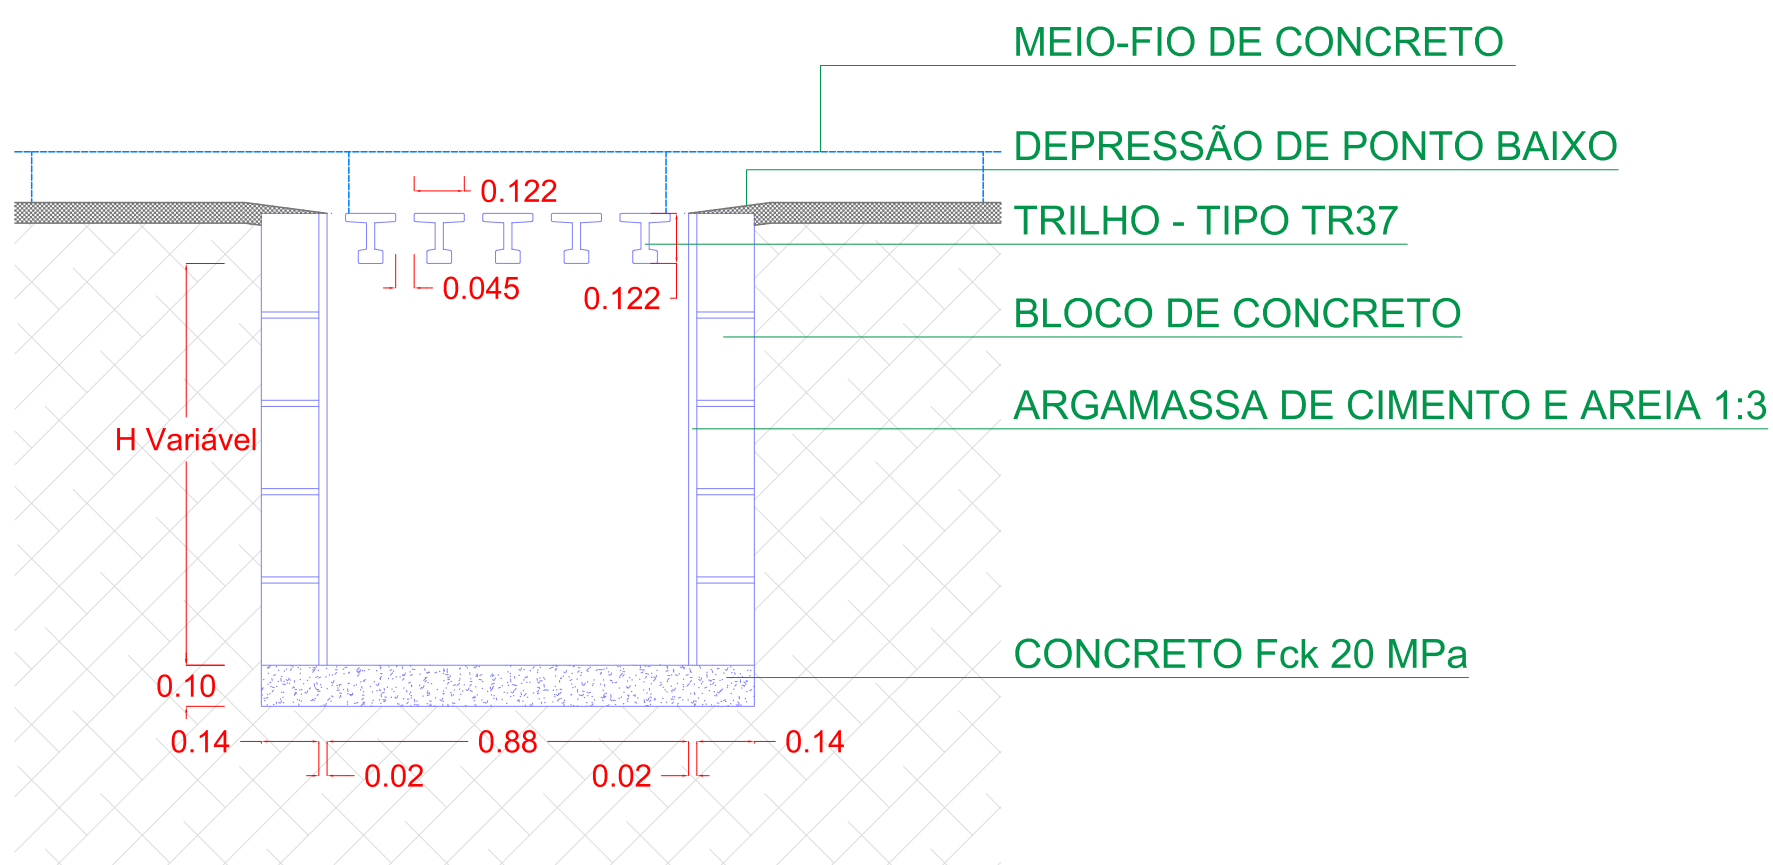 MEIO-FIO DE CONCRETO
DEPRESSÃO DE PONTO BAIXO
0.122
TRILHO - TIPO TR37
0.045
0.122
BLOCO DE CONCRETO
ARGAMASSA DE CIMENTO E AREIA 1:3
H Variável
CONCRETO Fck 20 MPa
0.10
0.14
0.88
0.14
0.02
0.02